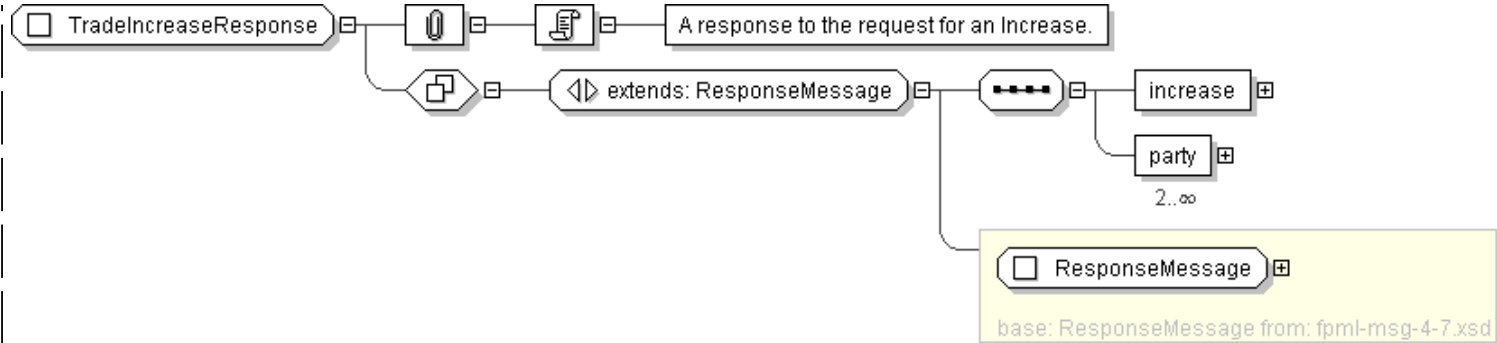 TradeIncreaseResponse
A response to the request for an Increase.
extends: ResponseMessage
increase
party
2..∞
ResponseMessage
base: ResponseMessage from: fpml-msg-4-7.xsd